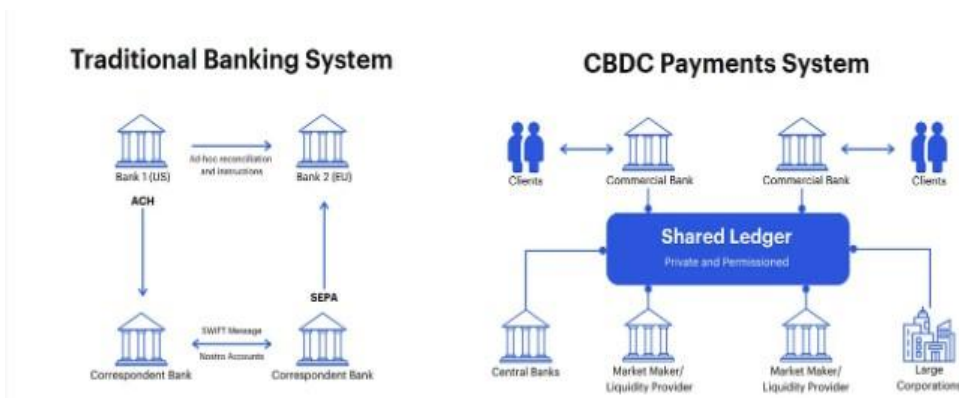 Traditional Banking System
Bank 1 (US)
Ad-hoc reconciliation
and instructions
Bank 2 (EU)
ACH
SEPA
SWIFT Message
Nostro Accounts
Correspondent Bank
Correspondent Bank
CBDC Payments System
Clients
Commercial Bank
Commercial Bank
Clients
Shared Ledger
Private and Permissioned
Central Banks
Market Maker/
Liquidity Provider
Market Maker/
Liquidity Provider
Large
Corporations